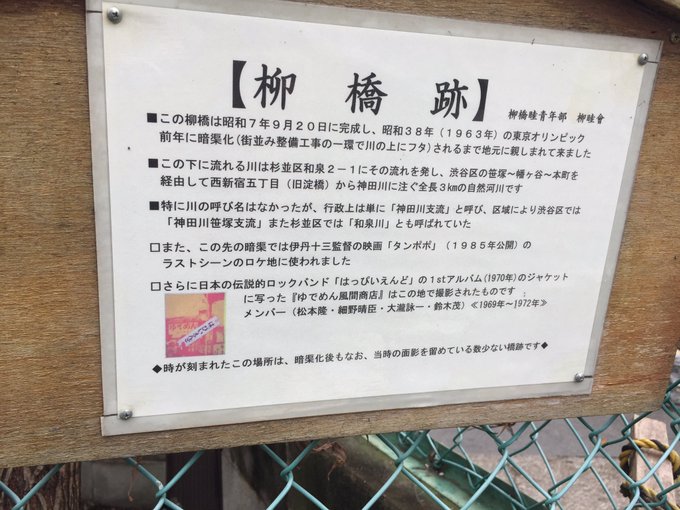 【柳橋跡】
柳橋睦青年部 柳睦會
■この柳橋は昭和7年9月20日に完成し、昭和38年(1963年)の東京オリンピック
前年に暗渠化(街並み整備工事の一環で川の上にフタ)されるまで地元に親しまれて来ました
■この下に流れる川は杉並区和泉2-1にその流れを発し、渋谷区の笹塚~幡ヶ谷~本町を
経由して西新宿五丁目(旧淀橋)から神田川に注ぐ全長3kmの自然河川です
■特に川の呼び名はなかったが、行政上は単に「神田川支流」と呼び、区域により渋谷区では
「神田川笹塚支流」また杉並区では「和泉川」とも呼ばれていた
□また、この先の暗渠では伊丹十三監督の映画「タンポポ」(1985年公開)の
ラストシーンのロケ地に使われました
□さらに日本の伝説的ロックバンド「はっぴいえんど」の1stアルバム(1970年)のジャケット
に写った『ゆでめん風間商店』はこの地で撮影されたものです
メンバー(松本隆・細野晴臣・大瀧詠一・鈴木茂)≪1969年~1972年≫
ゆでめん
はっぴいえんど
◆時が刻まれたこの場所は、暗渠化後もなお、当時の面影を留めている数少ない橋跡です◆